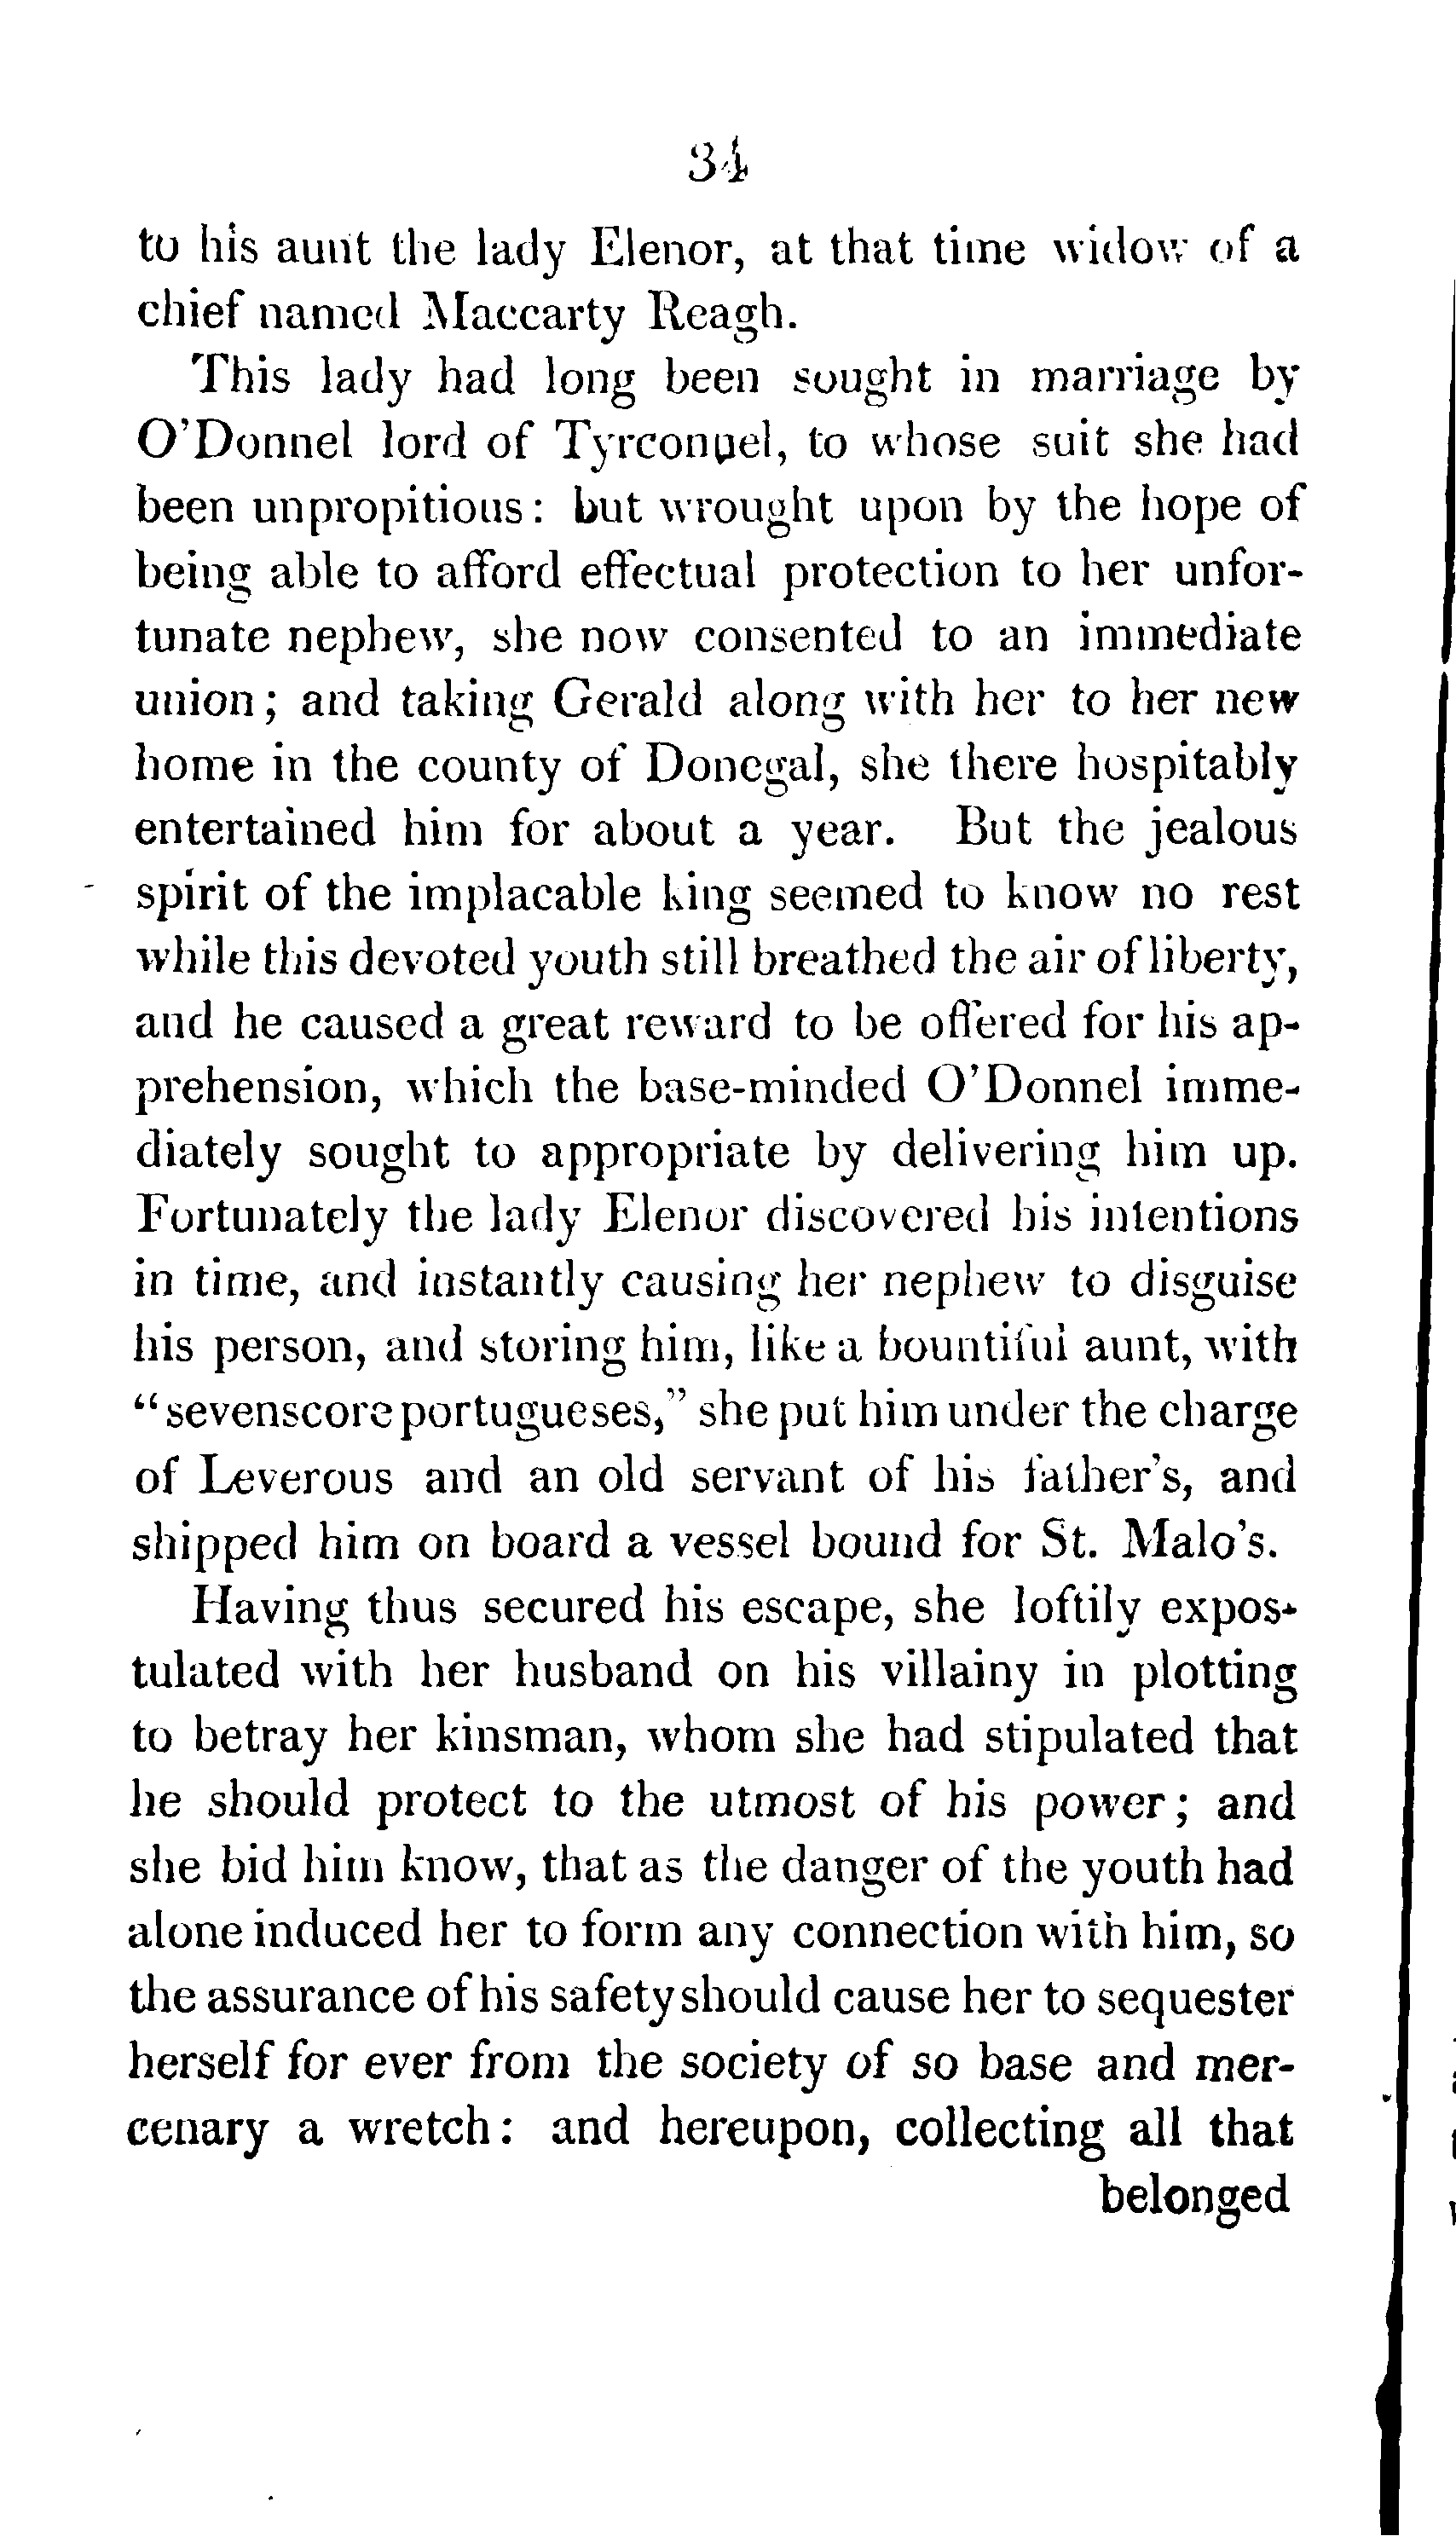 34
to his aunt the lady Elenor, at that time widow of a
chief named Maccarty Reagh.
This lady had long been sought in marriage by
O'Donnel lord of Tyrconnel, to whose suit she had
been unpropitious: but wrought upon by the hope of
being able to afford effectual protection to her unfor-
tunate nephew, she now consented to an immediate
union; and taking Gerald along with her to her new
home in the county of Donegal, she there hospitably
entertained him for about a year. But the jealous
spirit of the implacable king seemed to know no rest
while this devoted youth still breathed the air of liberty,
and he caused a great reward to be offered for his ap-
prehension, which the base-minded O'Donnel imme-
diately sought to appropriate by delivering him up.
Fortunately the lady Elenor discovered his intentions
in time, and instantly causing her nephew to disguise
his person, and storing him, like a bountiful aunt, with
"sevenscore portugueses," she put him under the charge
of Leverous and an old servant of his father's, and
shipped him on board a vessel bound for St. Malo's.
Having thus secured his escape, she loftily expos-
tulated with her husband on his villainy in plotting
to betray her kinsman, whom she had stipulated that
he should protect to the utmost of his power; and
she bid him know, that as the danger of the youth had
alone induced her to form any connection with him, so
the assurance of his safety should cause her to sequester
herself for ever from the society of so base and mer-
cenary a wretch: and hereupon, collecting all that
belonged